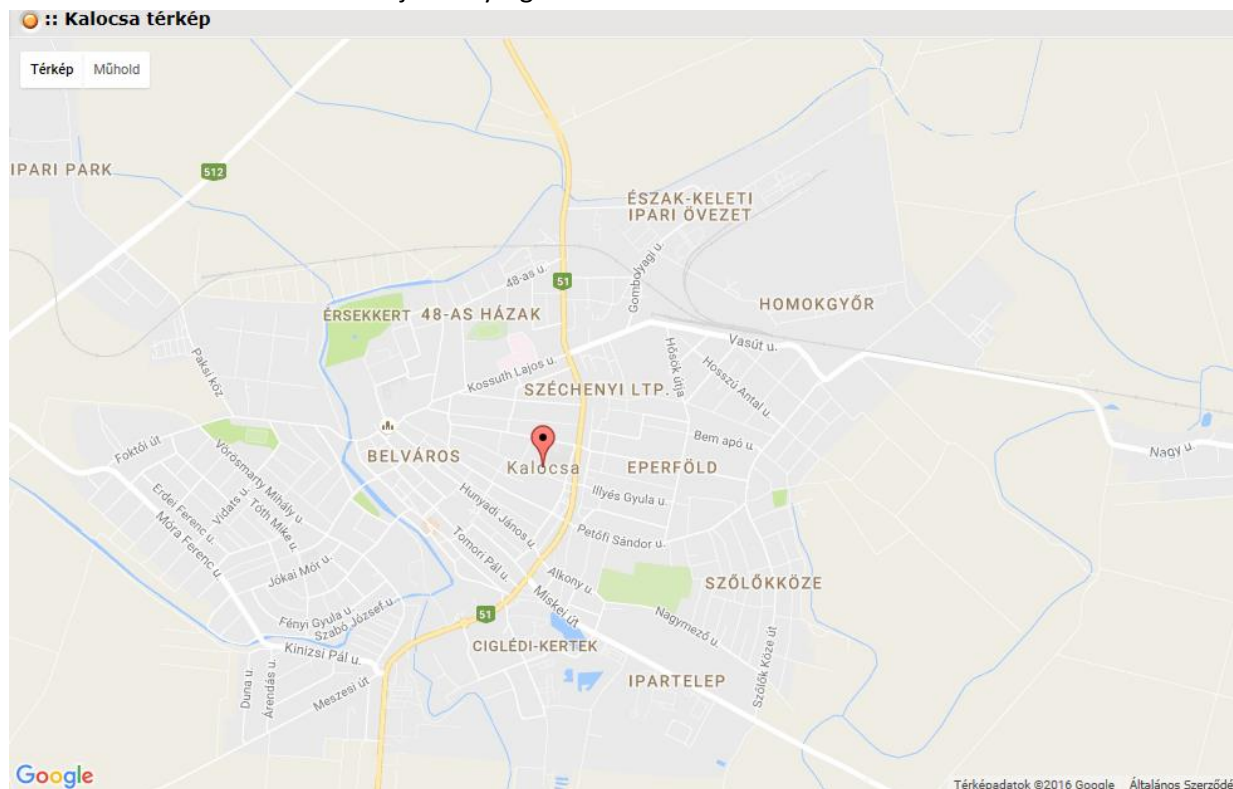 :: Kalocsa térkép
Térkép Műhold
IPARI PARK
512
ÉSZAK-KELETI
IPARI ÖVEZET
Gombolyagi u.
48-as u.
51
HOMOKGYŐR
ÉRSEKKERT
48-AS HÁZAK
Vasút u.
Paksi köz
Kossuth Lajos u.
Hősök útja
Hosszú Antal u.
SZÉCHENYI LTP.
Bem apó u.
Nagy u.
Foktői út
Vörösmarty Mihály u.
BELVÁROS
Kalocsa
EPERFÖLD
Erdei Ferenc u.
Vidats u.
Tóth Mike u.
Hunyadi János u.
Illyés Gyula u.
Móra Ferenc u.
Tomori Pál u.
Petőfi Sándor u.
Jókai Mór u.
Alkony u.
SZŐLŐKKÖZE
Miskei út
Fényi Gyula u.
Szabó József u.
51
Nagymező u.
Kinizsi Pál u.
CIGLÉDI-KERTEK
Szőlők Köze út
Duna u.
Árendás u.
Meszesi út
IPARTELEP
Google
Térképadatok ©2016 Google Általános Szerződé